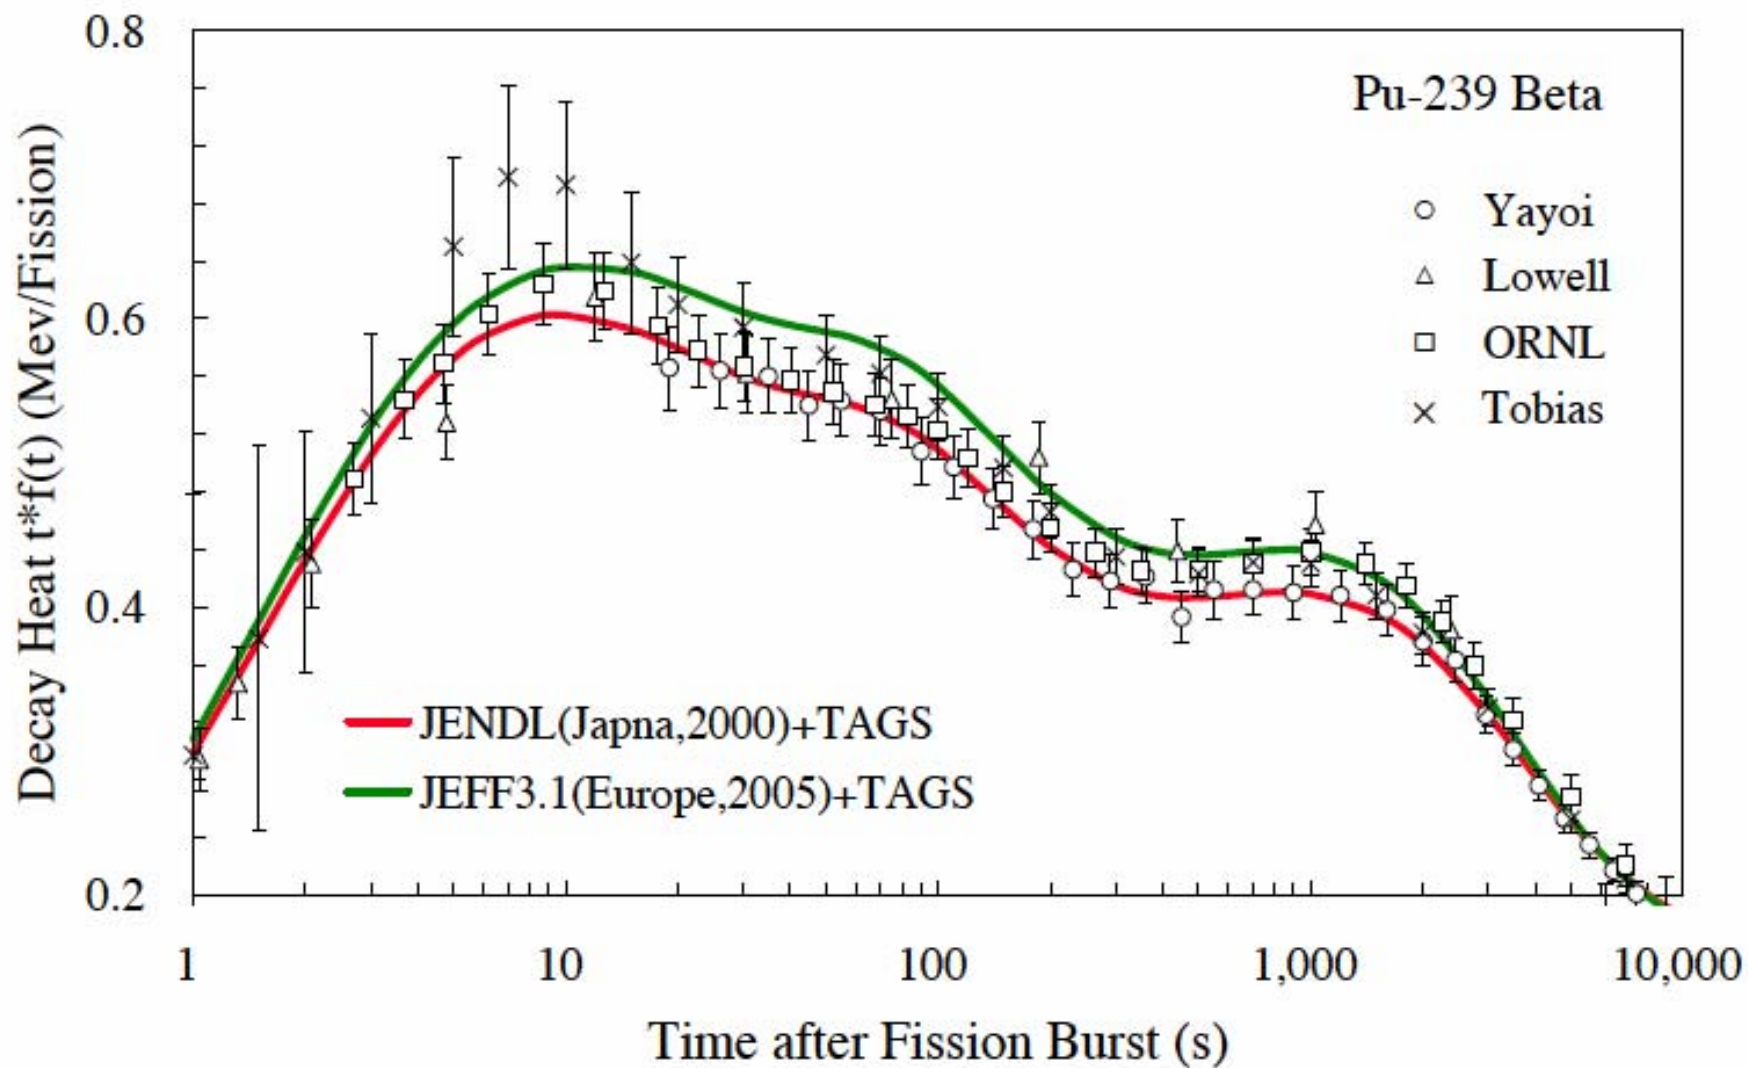 0.8
0.6
0.4
0.2
Decay Heat t*f(t) (Mev/Fission)
Pu-239 Beta
Yayoi
Lowell
ORNL
Tobias
JENDL(Japna,2000)+TAGS
JEFF3.1(Europe,2005)+TAGS
1
10
100
1,000
10,000
Time after Fission Burst (s)